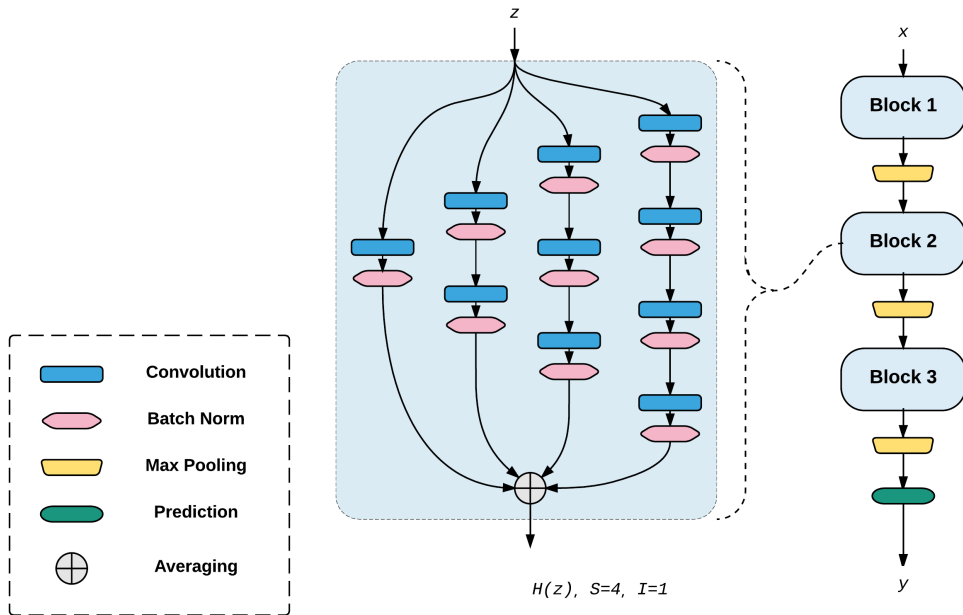 z
x
Block 1
Block 2
Block 3
Convolution
Batch Norm
Max Pooling
Prediction
Averaging
H(z), S=4, I=1
y